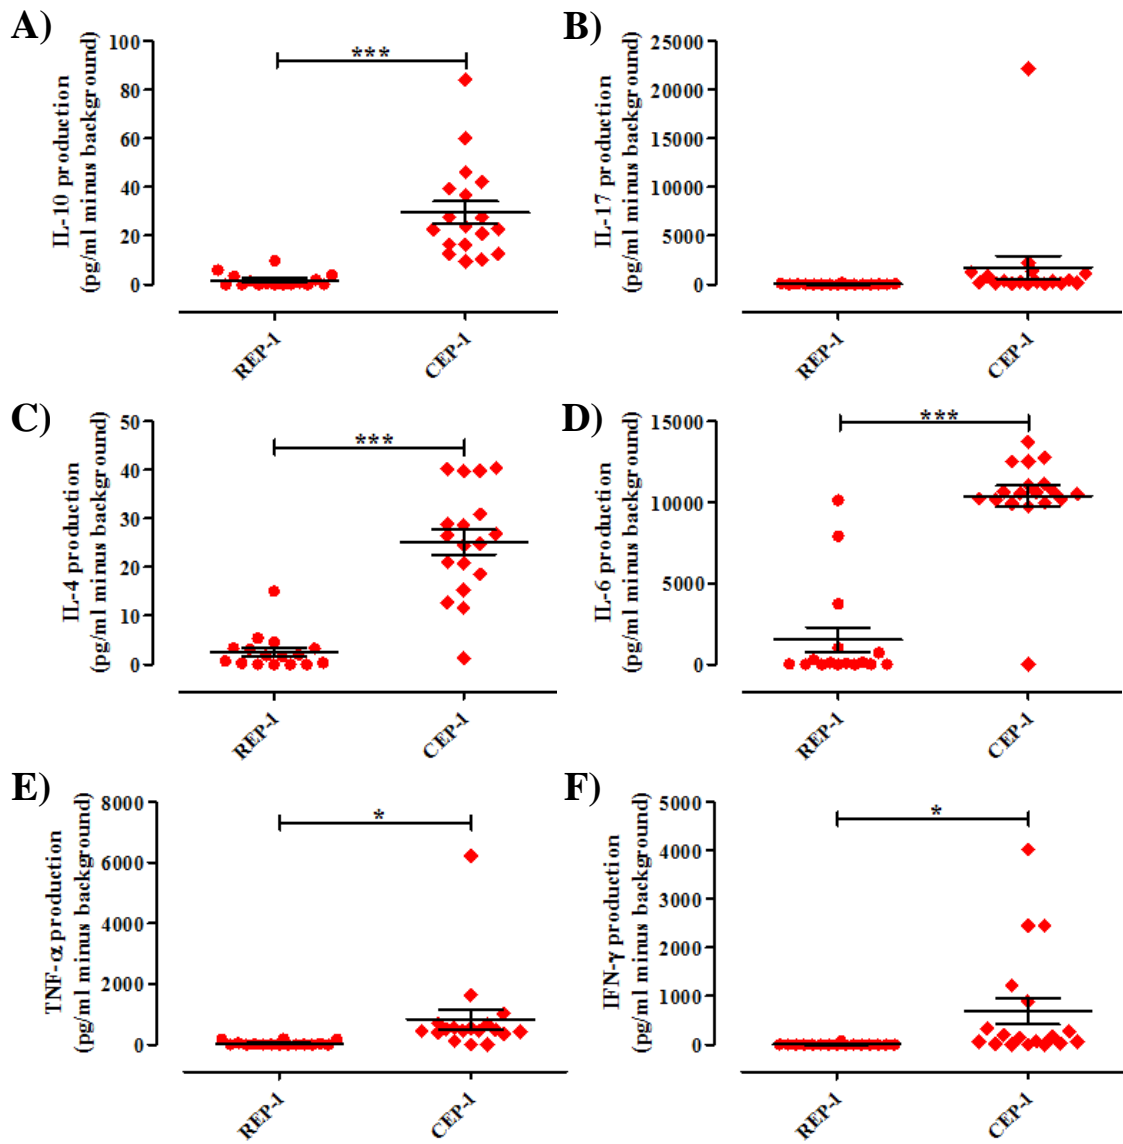 A)
IL-10 production
(pg/ml minus background)
100
80
60
40
20
0
***
REP-1
CEP-1
B)
IL-17 production
(pg/ml minus background)
25000
20000
15000
10000
5000
0
REP-1
CEP-1
C)
IL-4 production
(pg/ml minus background)
50
40
30
20
10
0
***
REP-1
CEP-1
D)
IL-6 production
(pg/ml minus background)
15000
10000
5000
0
***
REP-1
CEP-1
E)
TNF-α production
(pg/ml minus background)
8000
6000
4000
2000
0
*
REP-1
CEP-1
F)
IFN-γ production
(pg/ml minus background)
5000
4000
3000
2000
1000
0
*
REP-1
CEP-1